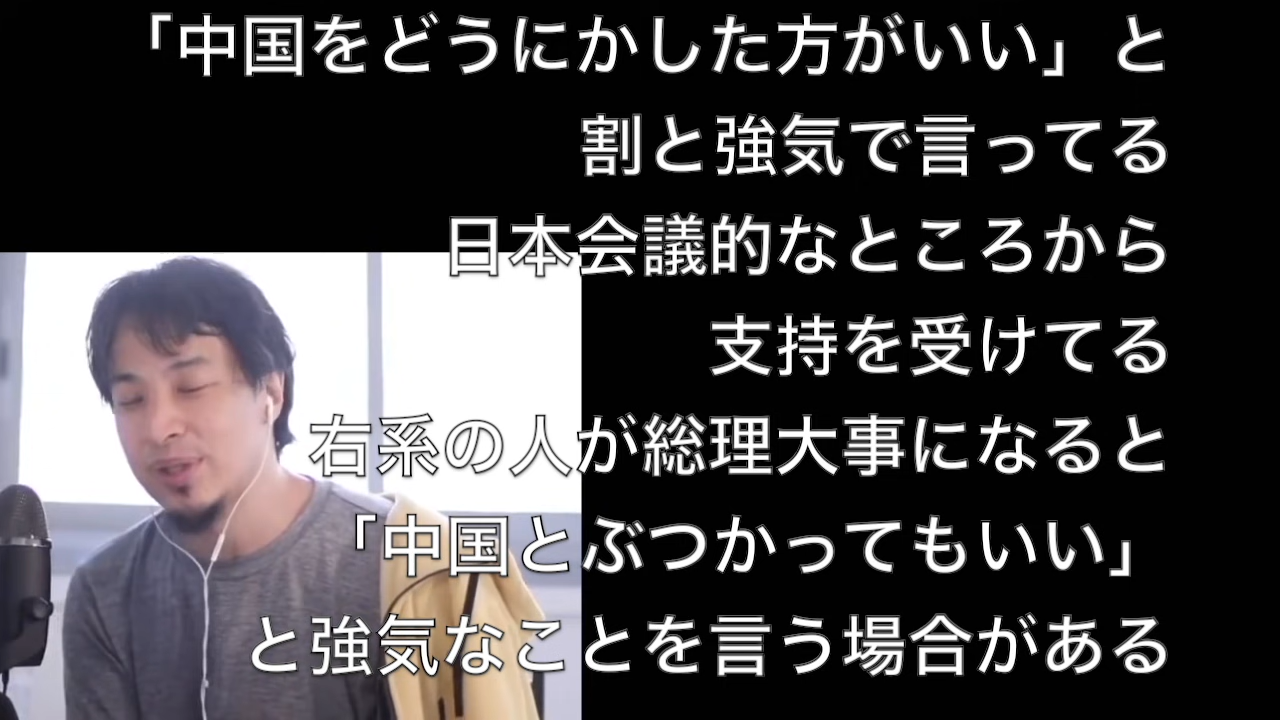 「中国をどうにかした方がいい」と
割と強気で言ってる
日本会議的なところから
支持を受けてる
右系の人が総理大事になると
「中国とぶつかってもいい」
と強気なことを言う場合がある